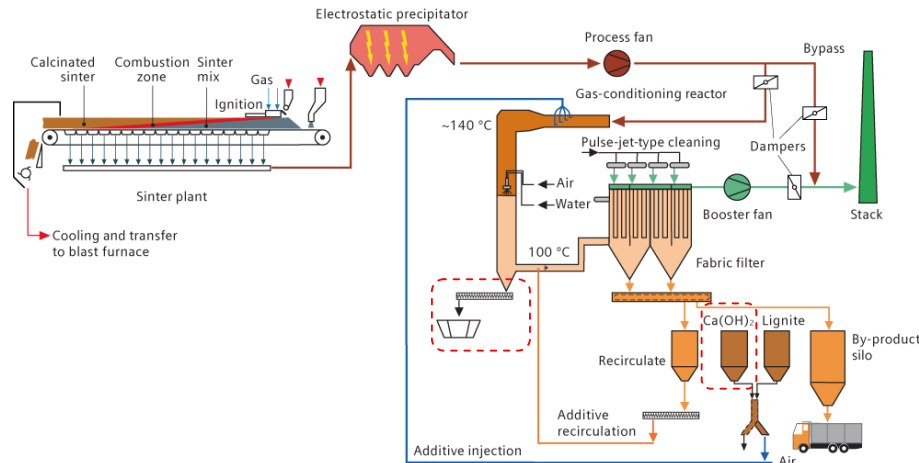 Electrostatic precipitator
Process fan
Bypass
Calcinated
sinter
Combustion
zone
Sinter
mix
Gas
Ignition
Gas-conditioning reactor
~140 °C
Pulse-jet-type cleaning
Dampers
Air
Water
Sinter plant
Booster fan
Stack
Cooling and transfer
to blast furnace
100 °C
Fabric filter
Ca(OH)₂
Lignite
By-product
silo
Recirculate
Additive
recirculation
Additive injection
Air